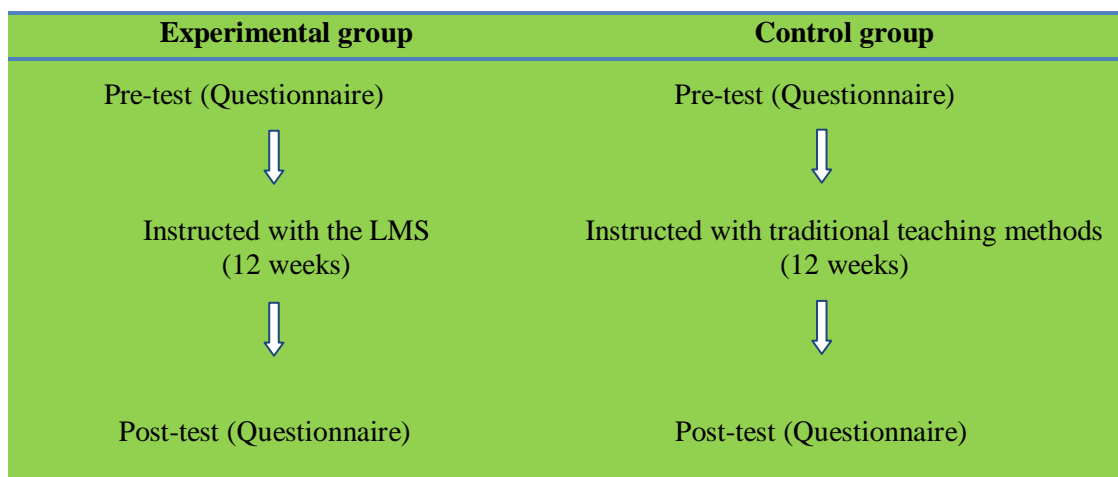 Experimental group Control group
Pre-test (Questionnaire) Pre-test (Questionnaire)
Instructed with the LMS Instructed with traditional teaching methods
(12 weeks) (12 weeks)
Post-test (Questionnaire) Post-test (Questionnaire)